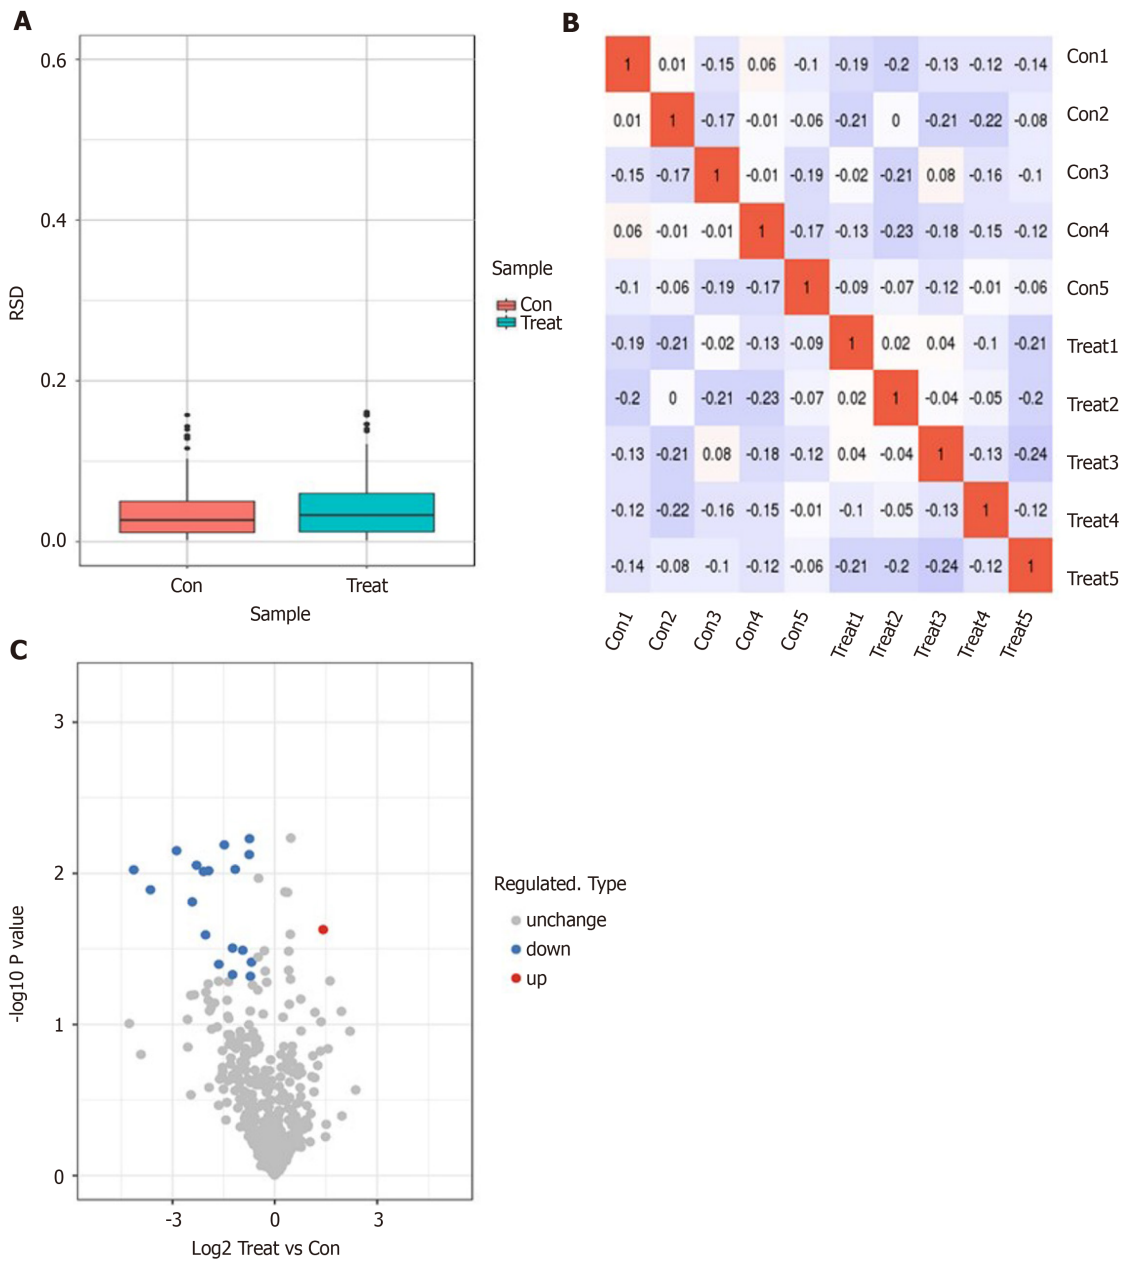 A
RSD
0.6
0.4
0.2
0.0
Con Treat
Sample
Sample
Con
Treat
B
1 0.01 -0.15 0.06 -0.1 -0.19 -0.2 -0.13 -0.12 -0.14 Con1
0.01 1 -0.17 -0.01 -0.06 -0.21 0 -0.21 -0.22 -0.08 Con2
-0.15 -0.17 1 -0.01 -0.19 -0.02 -0.21 0.08 -0.16 -0.1 Con3
0.06 -0.01 -0.01 1 -0.17 -0.13 -0.23 -0.18 -0.15 -0.12 Con4
-0.1 -0.06 -0.19 -0.17 1 -0.09 -0.07 -0.12 -0.01 -0.06 Con5
-0.19 -0.21 -0.02 -0.13 -0.09 1 0.02 0.04 -0.1 -0.21 Treat1
-0.2 0 -0.21 -0.23 -0.07 0.02 1 -0.04 -0.05 -0.2 Treat2
-0.13 -0.21 0.08 -0.18 -0.12 0.04 -0.04 1 -0.13 -0.24 Treat3
-0.12 -0.22 -0.16 -0.15 -0.01 -0.1 -0.05 -0.13 1 -0.12 Treat4
-0.14 -0.08 -0.1 -0.12 -0.06 -0.21 -0.2 -0.24 -0.12 1 Treat5
Con1 Con2 Con3 Con4 Con5 Treat1 Treat2 Treat3 Treat4 Treat5
C
-log10 P value
3
2
1
0
-3 0 3
Log2 Treat vs Con
Regulated. Type
unchange
down
up